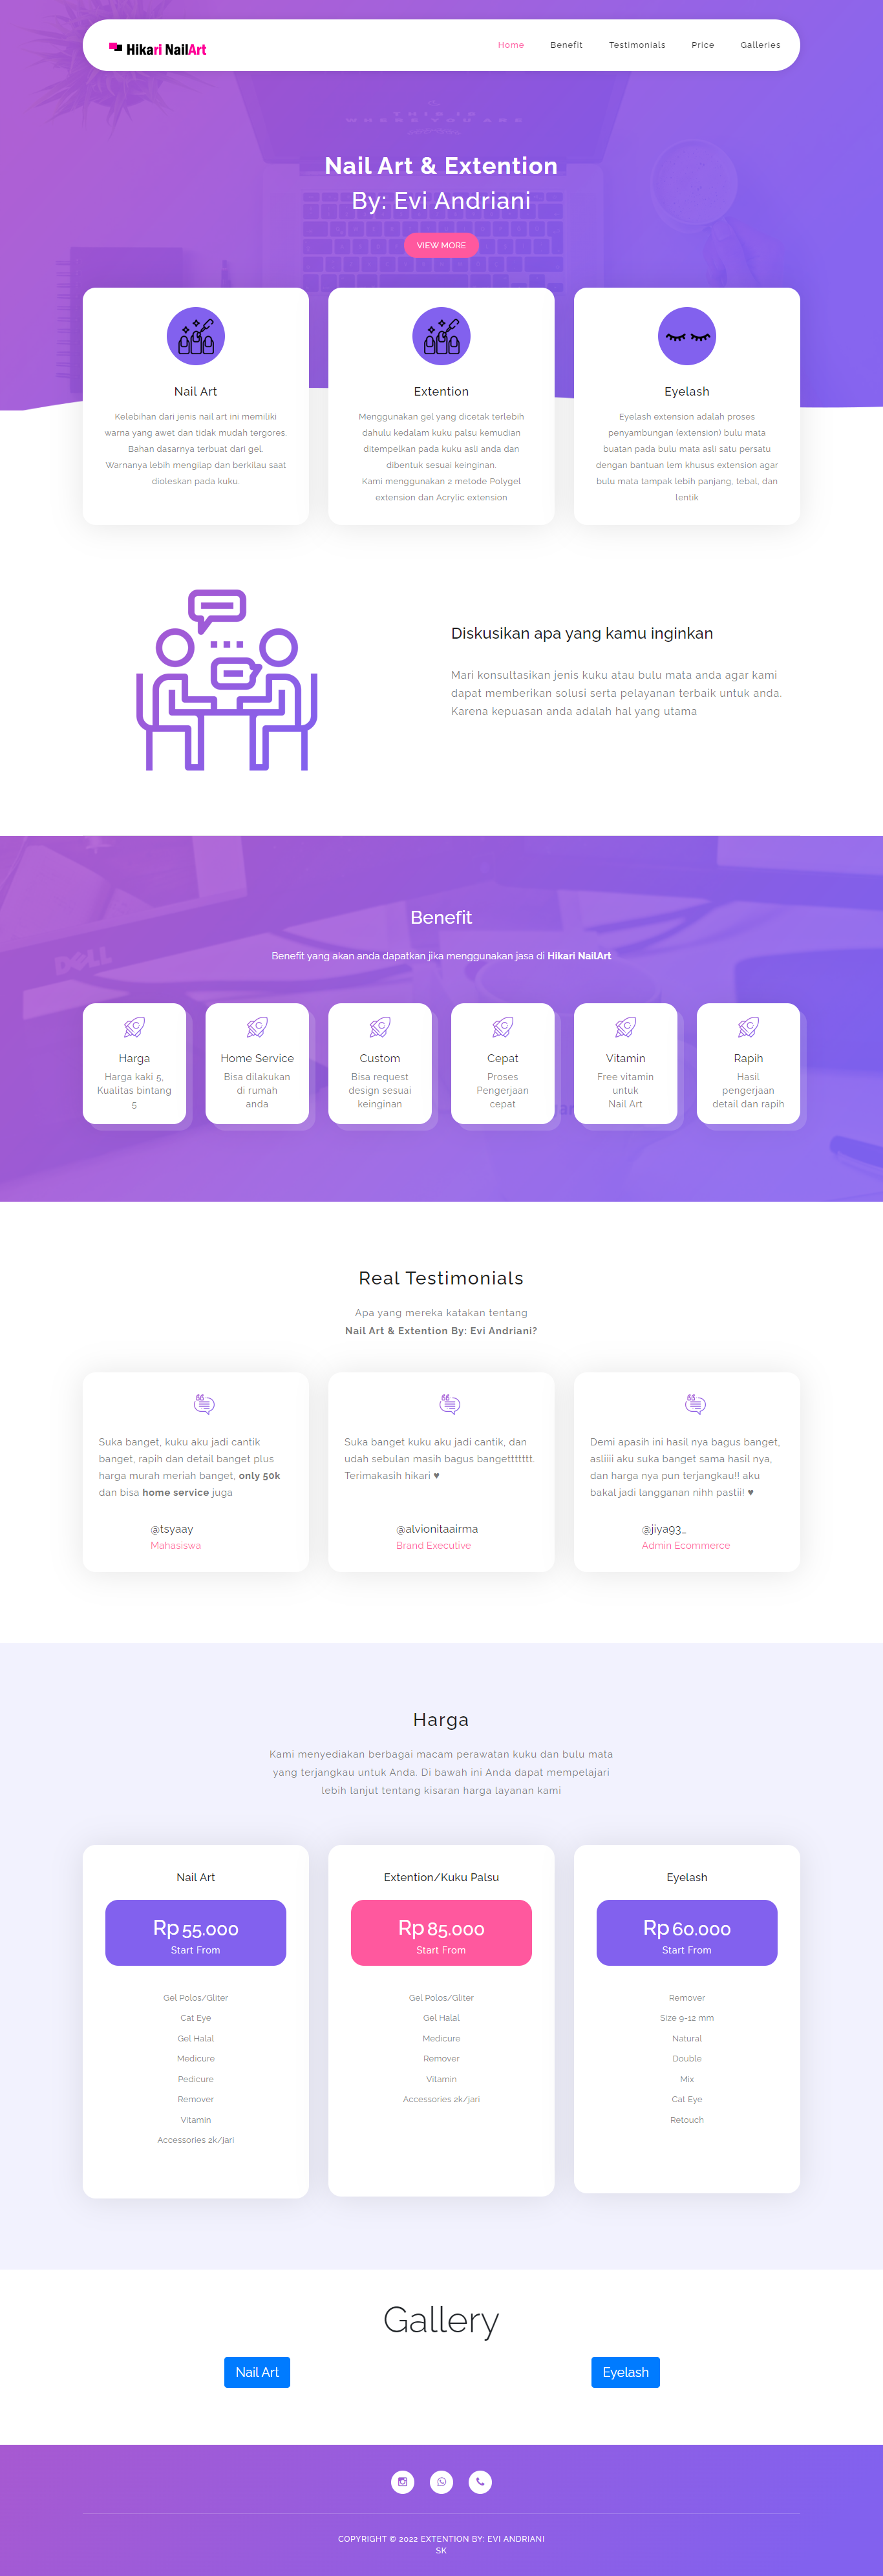 Hikari NailArt
Home
Benefit
Testimonials
Price
Galleries
THIS IS
WHERE YOU ARE
Nail Art & Extention
By: Evi Andriani
VIEW MORE
Nail Art
Kelebihan dari jenis nail art ini memiliki
warna yang awet dan tidak mudah tergores.
Bahan dasarnya terbuat dari gel.
Warnanya lebih mengilap dan berkilau saat
dioleskan pada kuku.
Extention
Menggunakan gel yang dicetak terlebih
dahulu kedalam kuku palsu kemudian
ditempelkan pada kuku asli anda dan
dibentuk sesuai keinginan.
Kami menggunakan 2 metode Polygel
extension dan Acrylic extension
Eyelash
Eyelash extension adalah proses
penyambungan (extension) bulu mata
buatan pada bulu mata asli satu persatu
dengan bantuan lem khusus extension agar
bulu mata tampak lebih panjang, tebal, dan
lentik
Diskusikan apa yang kamu inginkan
Mari konsultasikan jenis kuku atau bulu mata anda agar kami
dapat memberikan solusi serta pelayanan terbaik untuk anda.
Karena kepuasan anda adalah hal yang utama
DELL
Benefit
Benefit yang akan anda dapatkan jika menggunakan jasa di Hikari NailArt
Harga
Harga kaki 5,
Kualitas bintang
5
Home Service
Bisa dilakukan
di rumah
anda
Custom
Bisa request
design sesuai
keinginan
Cepat
Proses
Pengerjaan
cepat
Vitamin
Free vitamin
untuk
Nail Art
Rapih
Hasil
pengerjaan
detail dan rapih
Real Testimonials
Apa yang mereka katakan tentang
Nail Art & Extention By: Evi Andriani?
Suka banget, kuku aku jadi cantik
banget, rapih dan detail banget plus
harga murah meriah banget, only 50k
dan bisa home service juga
@tsyaay
Mahasiswa
Suka banget kuku aku jadi cantik, dan
udah sebulan masih bagus bangettttttt.
Terimakasih hikari ♥
@alvionitaairma
Brand Executive
Demi apasih ini hasil nya bagus banget,
asliiii aku suka banget sama hasil nya,
dan harga nya pun terjangkau!! aku
bakal jadi langganan nihh pastii! ♥
@jiya93_
Admin Ecommerce
Harga
Kami menyediakan berbagai macam perawatan kuku dan bulu mata
yang terjangkau untuk Anda. Di bawah ini Anda dapat mempelajari
lebih lanjut tentang kisaran harga layanan kami
Nail Art
Rp 55.000
Start From
Gel Polos/Gliter
Cat Eye
Gel Halal
Medicure
Pedicure
Remover
Vitamin
Accessories 2k/jari
Extention/Kuku Palsu
Rp 85.000
Start From
Gel Polos/Gliter
Gel Halal
Medicure
Remover
Vitamin
Accessories 2k/jari
Eyelash
Rp 60.000
Start From
Remover
Size 9-12 mm
Natural
Double
Mix
Cat Eye
Retouch
Gallery
Nail Art
Eyelash
COPYRIGHT © 2022 EXTENTION BY: EVI ANDRIANI
SK